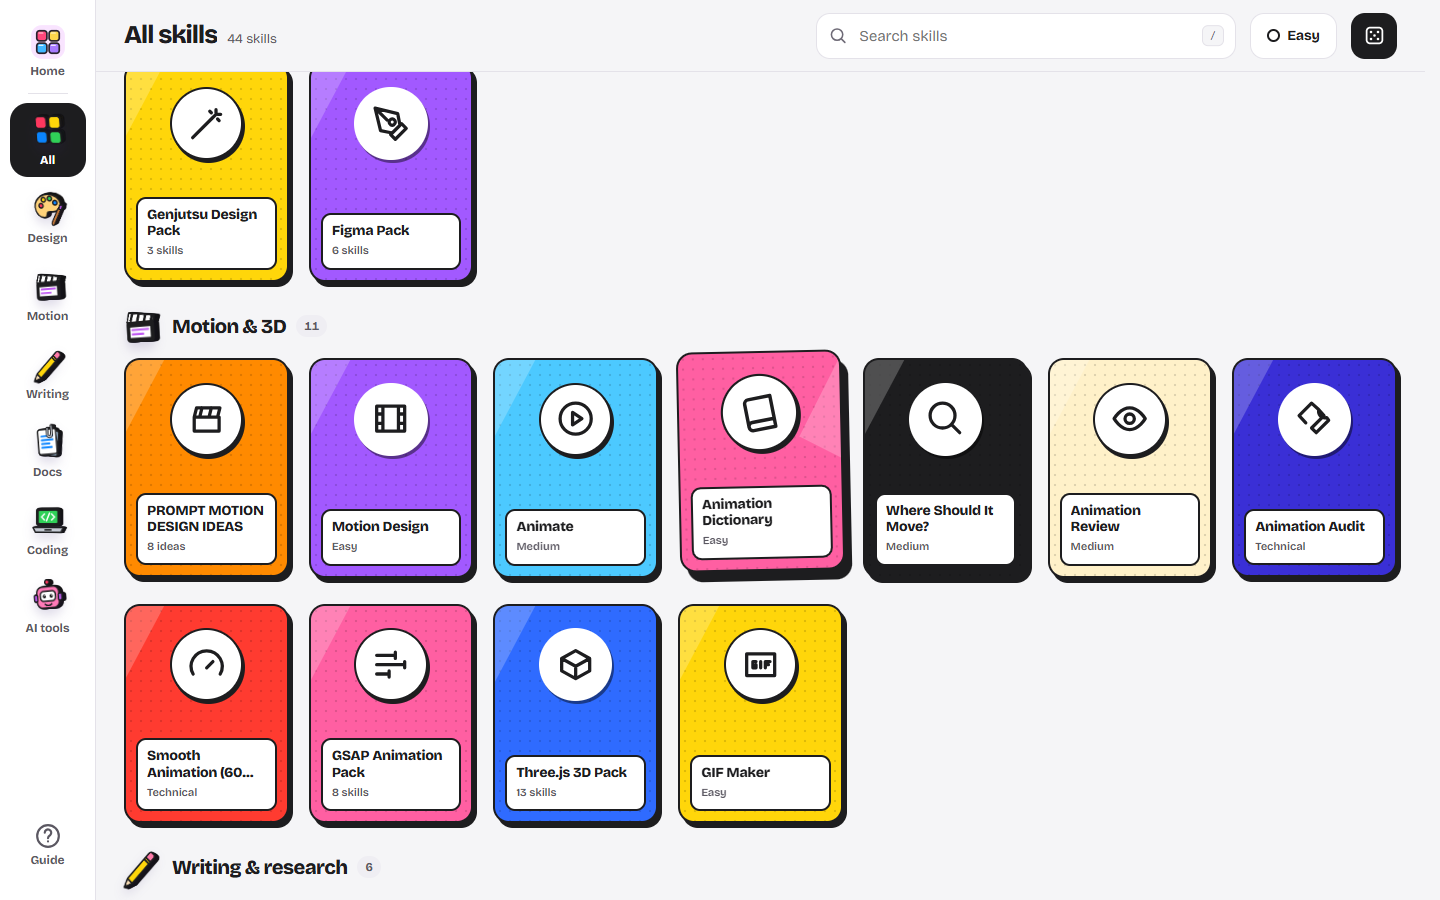 Home
All
Design
Motion
Writing
Docs
Coding
AI tools
Guide
All skills 44 skills
Search skills /
Easy
Genjutsu Design
Pack
3 skills
Figma Pack
6 skills
Motion & 3D 11
PROMPT MOTION
DESIGN IDEAS
8 ideas
Motion Design
Easy
Animate
Medium
Animation
Dictionary
Easy
Where Should It
Move?
Medium
Animation
Review
Medium
Animation Audit
Technical
Smooth
Animation (60...
Technical
GSAP Animation
Pack
8 skills
Three.js 3D Pack
13 skills
GIF
GIF Maker
Easy
Writing & research 6